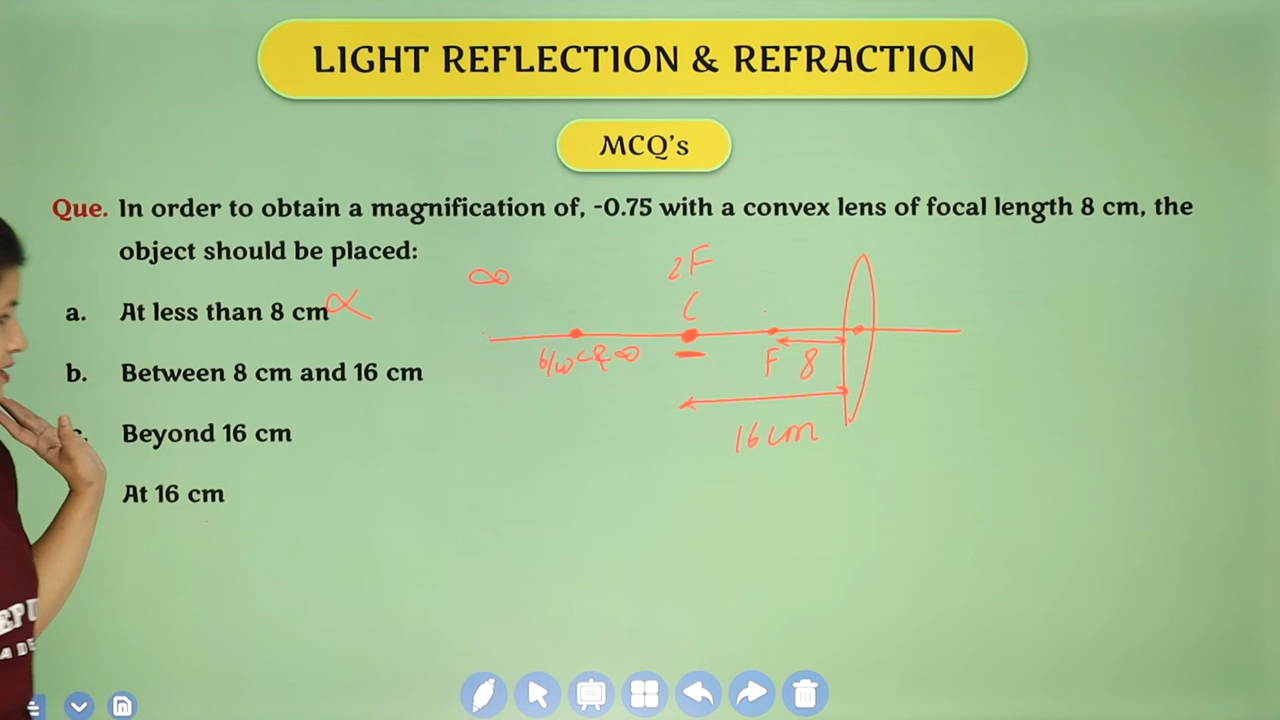 LIGHT REFLECTION & REFRACTION
MCQ's
Que. In order to obtain a magnification of, -0.75 with a convex lens of focal length 8 cm, the
object should be placed:
∞
2F
C
a. At less than 8 cm
b/w C & ∞
F 8
b. Between 8 cm and 16 cm
16 cm
Beyond 16 cm
At 16 cm